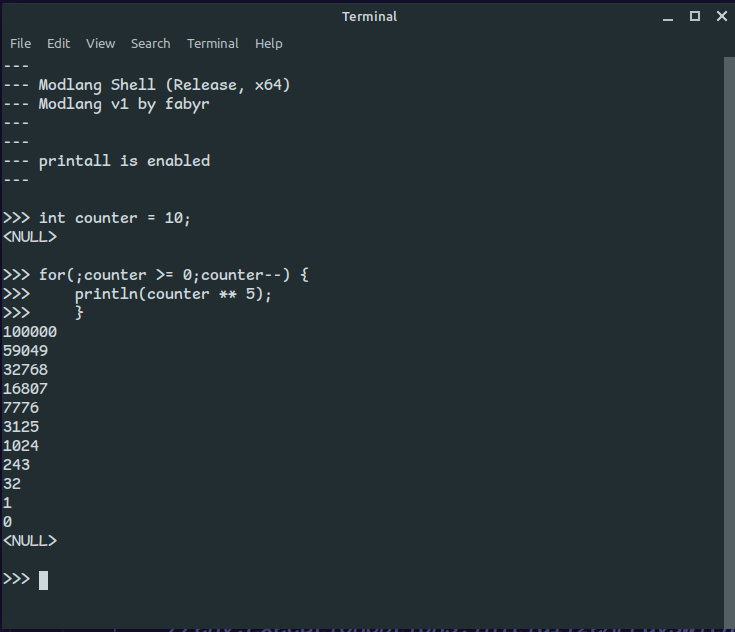 Terminal
File Edit View Search Terminal Help
---
--- Modlang Shell (Release, x64)
--- Modlang v1 by fabyr
---
---
--- printall is enabled
---
>>> int counter = 10;
<NULL>
>>> for(;counter >= 0;counter--) {
>>>     println(counter ** 5);
>>>     }
100000
59049
32768
16807
7776
3125
1024
243
32
1
0
<NULL>
>>>